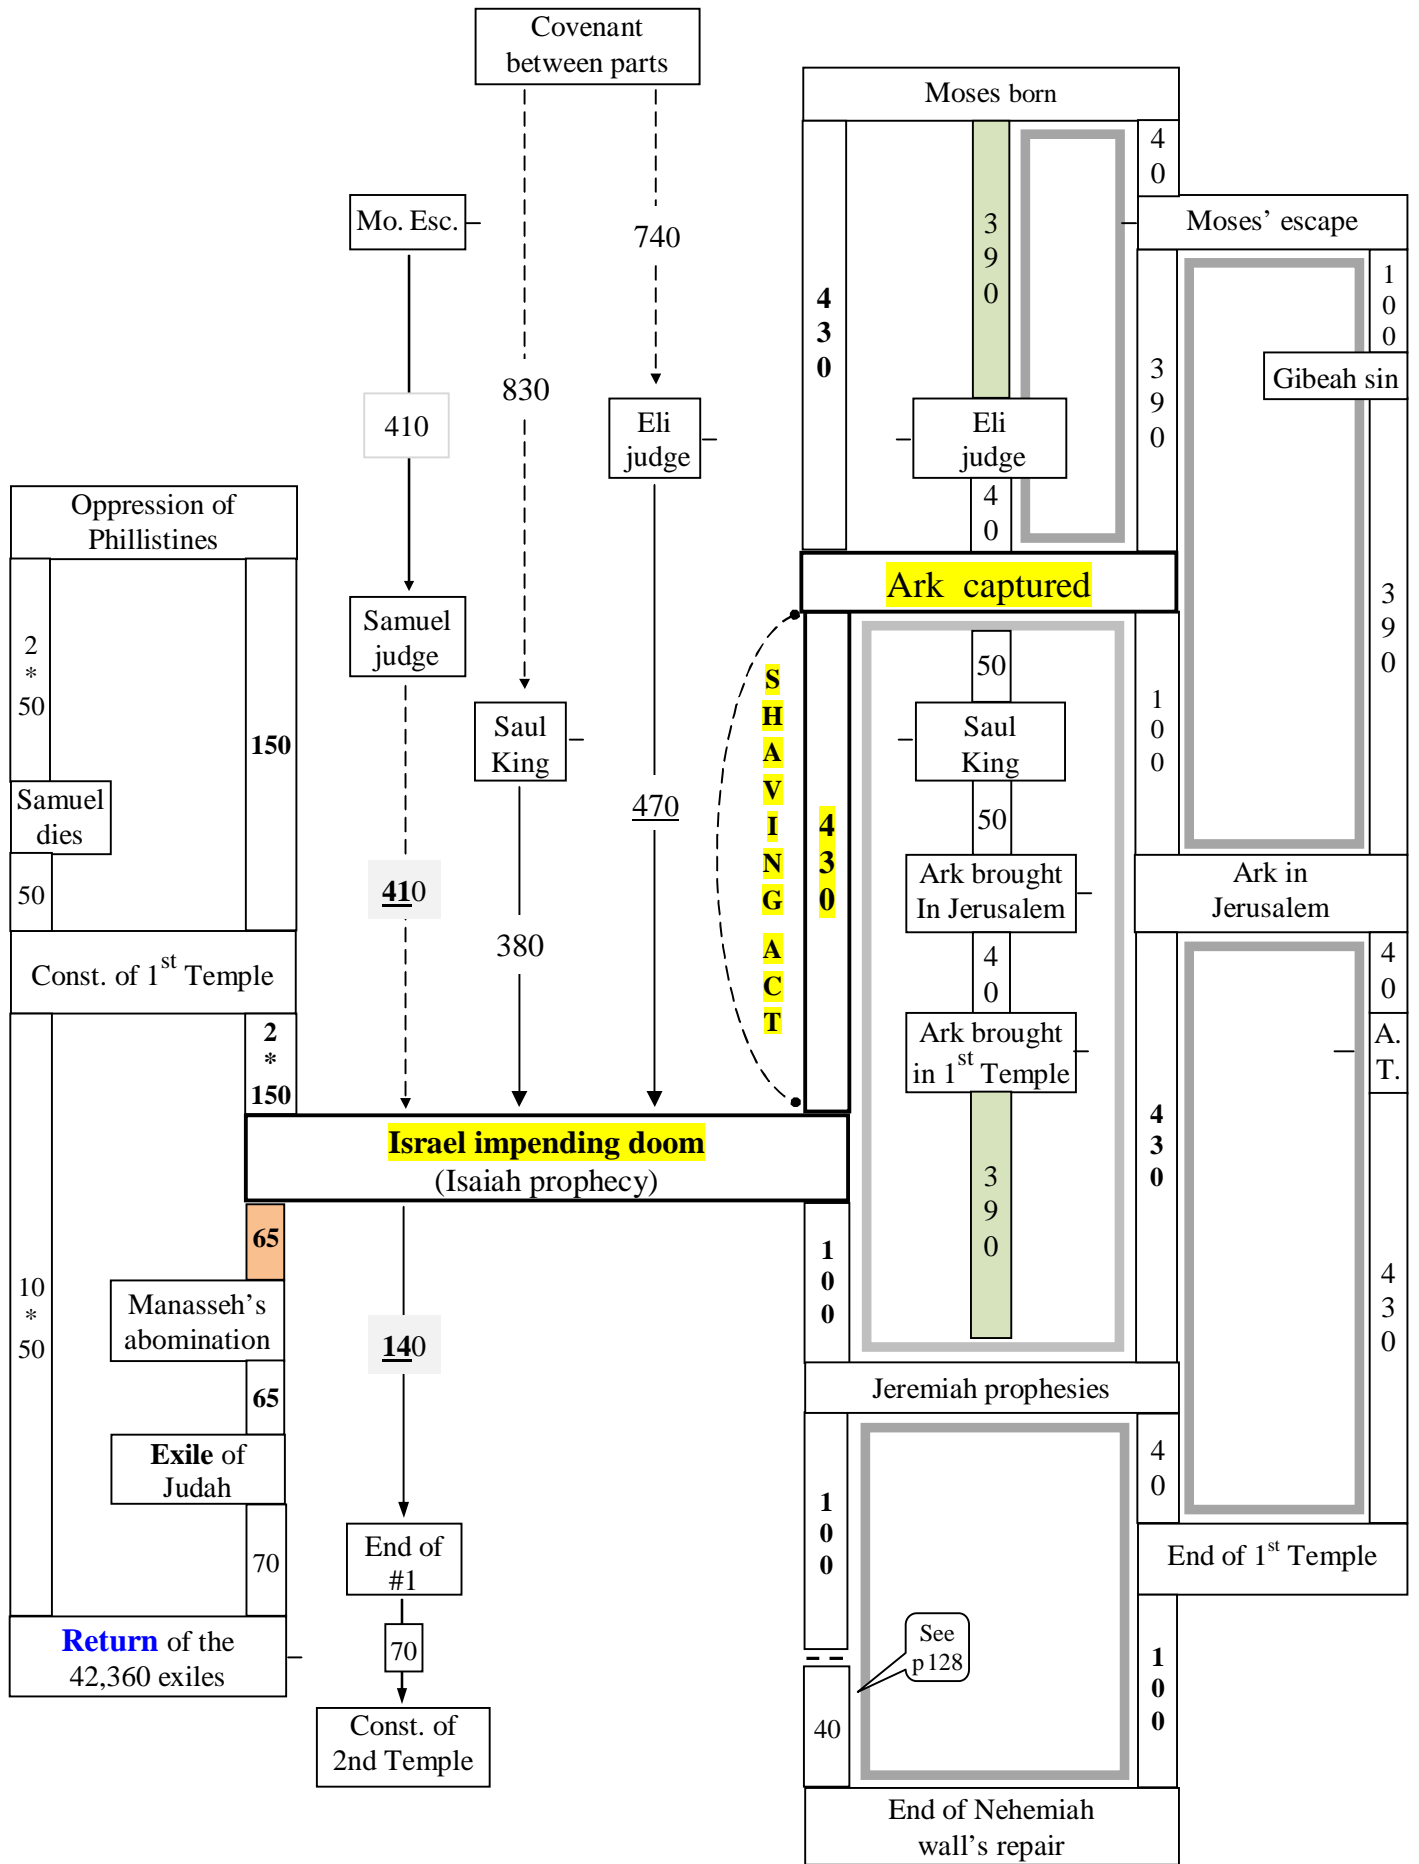 Covenant
between parts
830
740
Mo. Esc.
410
Samuel
judge
410
Saul
King
380
Eli
judge
470
Oppression of
Phillistines
2
*
50
150
Samuel
dies
50
Const. of 1st Temple
2
*
150
10
*
50
Israel impending doom
(Isaiah prophecy)
65
Manasseh's
abomination
65
Exile of
Judah
70
Return of the
42,360 exiles
140
End of
#1
70
Const. of
2nd Temple
Moses born
4
3
0
3
9
0
4
0
Moses' escape
3
9
0
1
0
0
Gibeah sin
3
9
0
Eli
judge
4
0
Ark captured
S
H
A
V
I
N
G
A
C
T
4
3
0
50
Saul
King
50
Ark brought
In Jerusalem
4
0
Ark brought
in 1st Temple
3
9
0
1
0
0
Ark in
Jerusalem
4
3
0
4
0
A.
T.
4
3
0
1
0
0
Jeremiah prophesies
1
0
0
4
0
End of 1st Temple
See
p128
40
1
0
0
End of Nehemiah
wall's repair